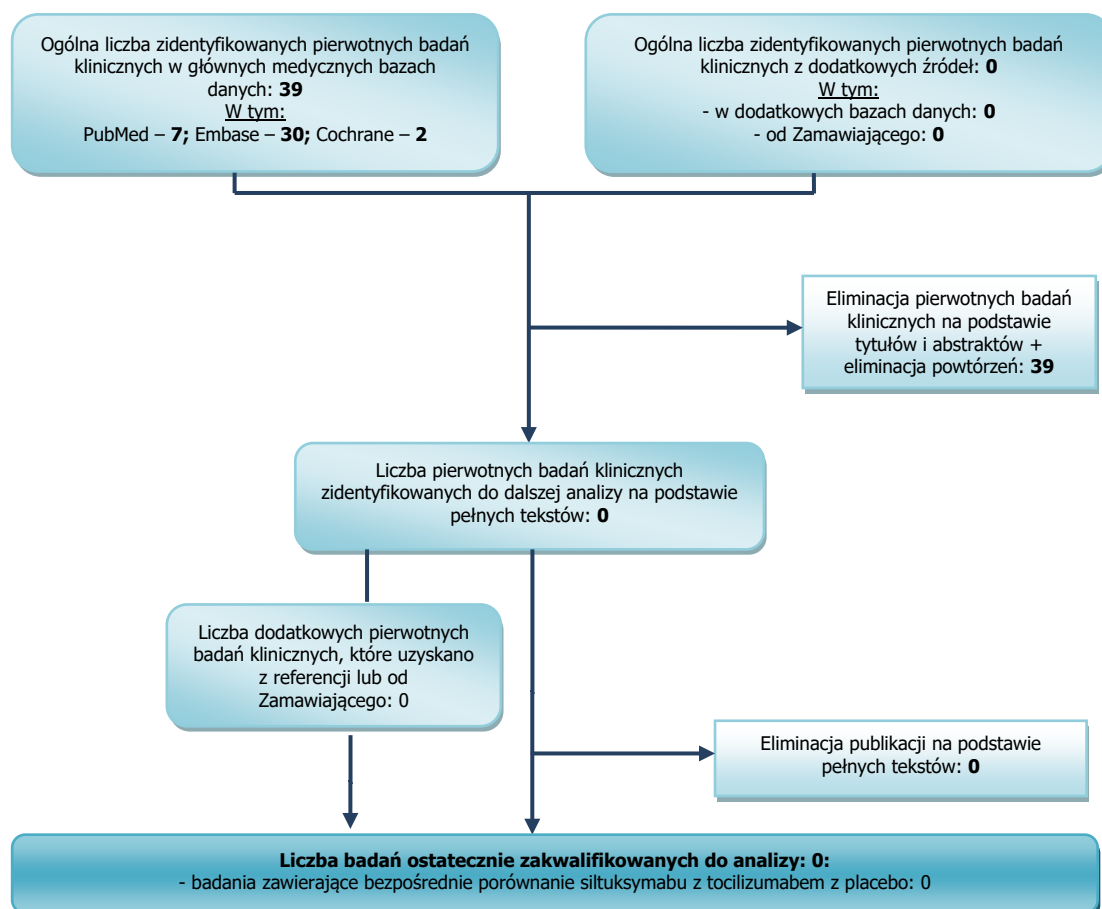 Ogólna liczba zidentyfikowanych pierwotnych badań
klinicznych w głównych medycznych bazach
danych: 39
W tym:
PubMed – 7; Embase – 30; Cochrane – 2
Ogólna liczba zidentyfikowanych pierwotnych badań
klinicznych z dodatkowych źródeł: 0
W tym:
- w dodatkowych bazach danych: 0
- od Zamawiającego: 0
Eliminacja pierwotnych badań
klinicznych na podstawie
tytułów i abstraktów +
eliminacja powtórzeń: 39
Liczba pierwotnych badań klinicznych
zidentyfikowanych do dalszej analizy na podstawie
pełnych tekstów: 0
Liczba dodatkowych pierwotnych
badań klinicznych, które uzyskano
z referencji lub od
Zamawiającego: 0
Eliminacja publikacji na podstawie
pełnych tekstów: 0
Liczba badań ostatecznie zakwalifikowanych do analizy: 0:
- badania zawierające bezpośrednie porównanie siltuksymabu z tocilizumabem z placebo: 0